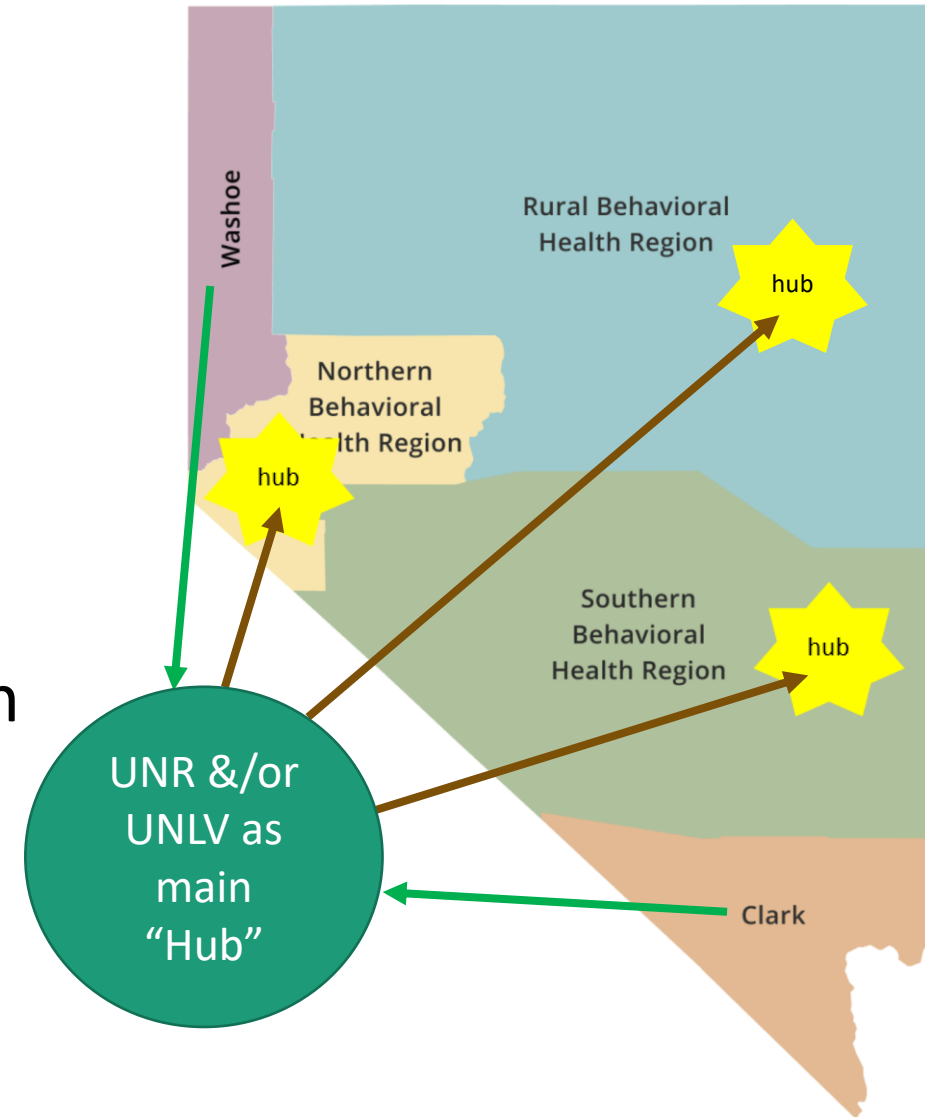 Washoe
Rural Behavioral
Health Region
hub
Northern
Behavioral
Health Region
hub
Southern
Behavioral
Health Region
hub
n
UNR &/or
UNLV as
main
“Hub”
Clark